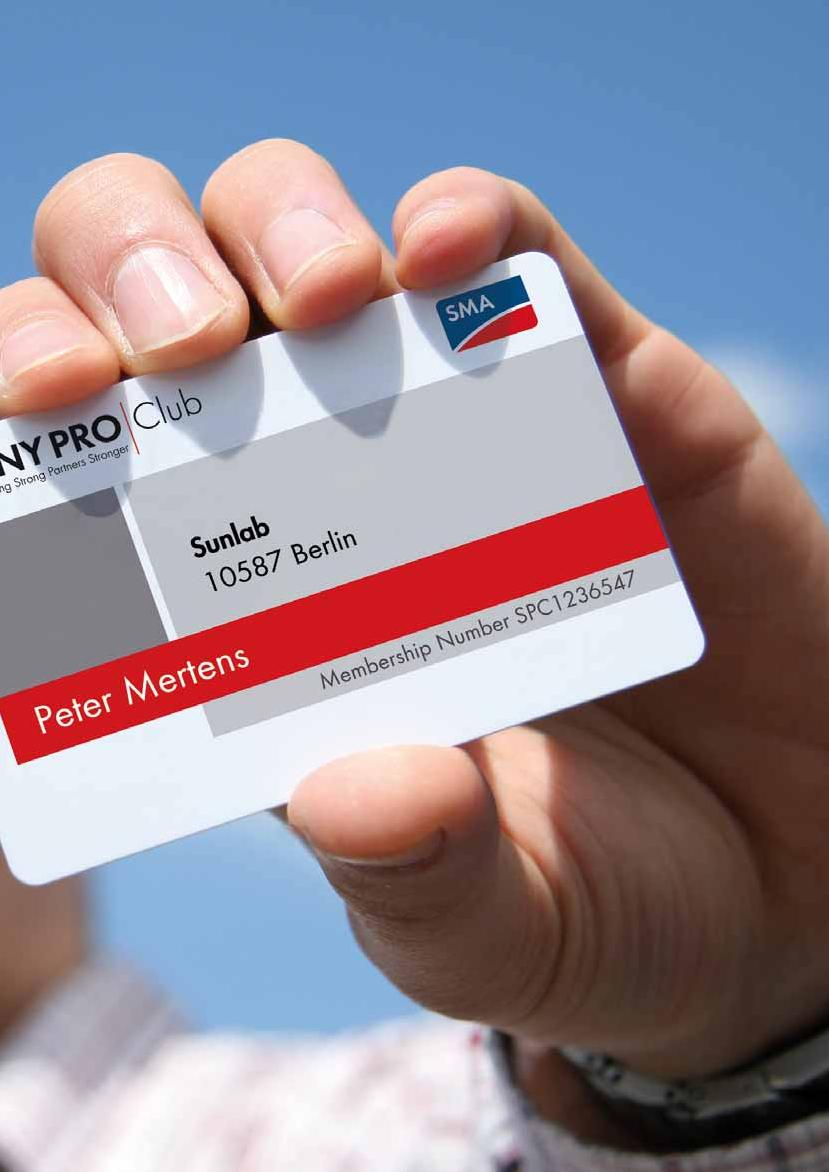 SMA
NY PRO | Club
ng Strong Partners Stronger
Sunlab
10587 Berlin
Peter Mertens
Membership Number SPC1236547